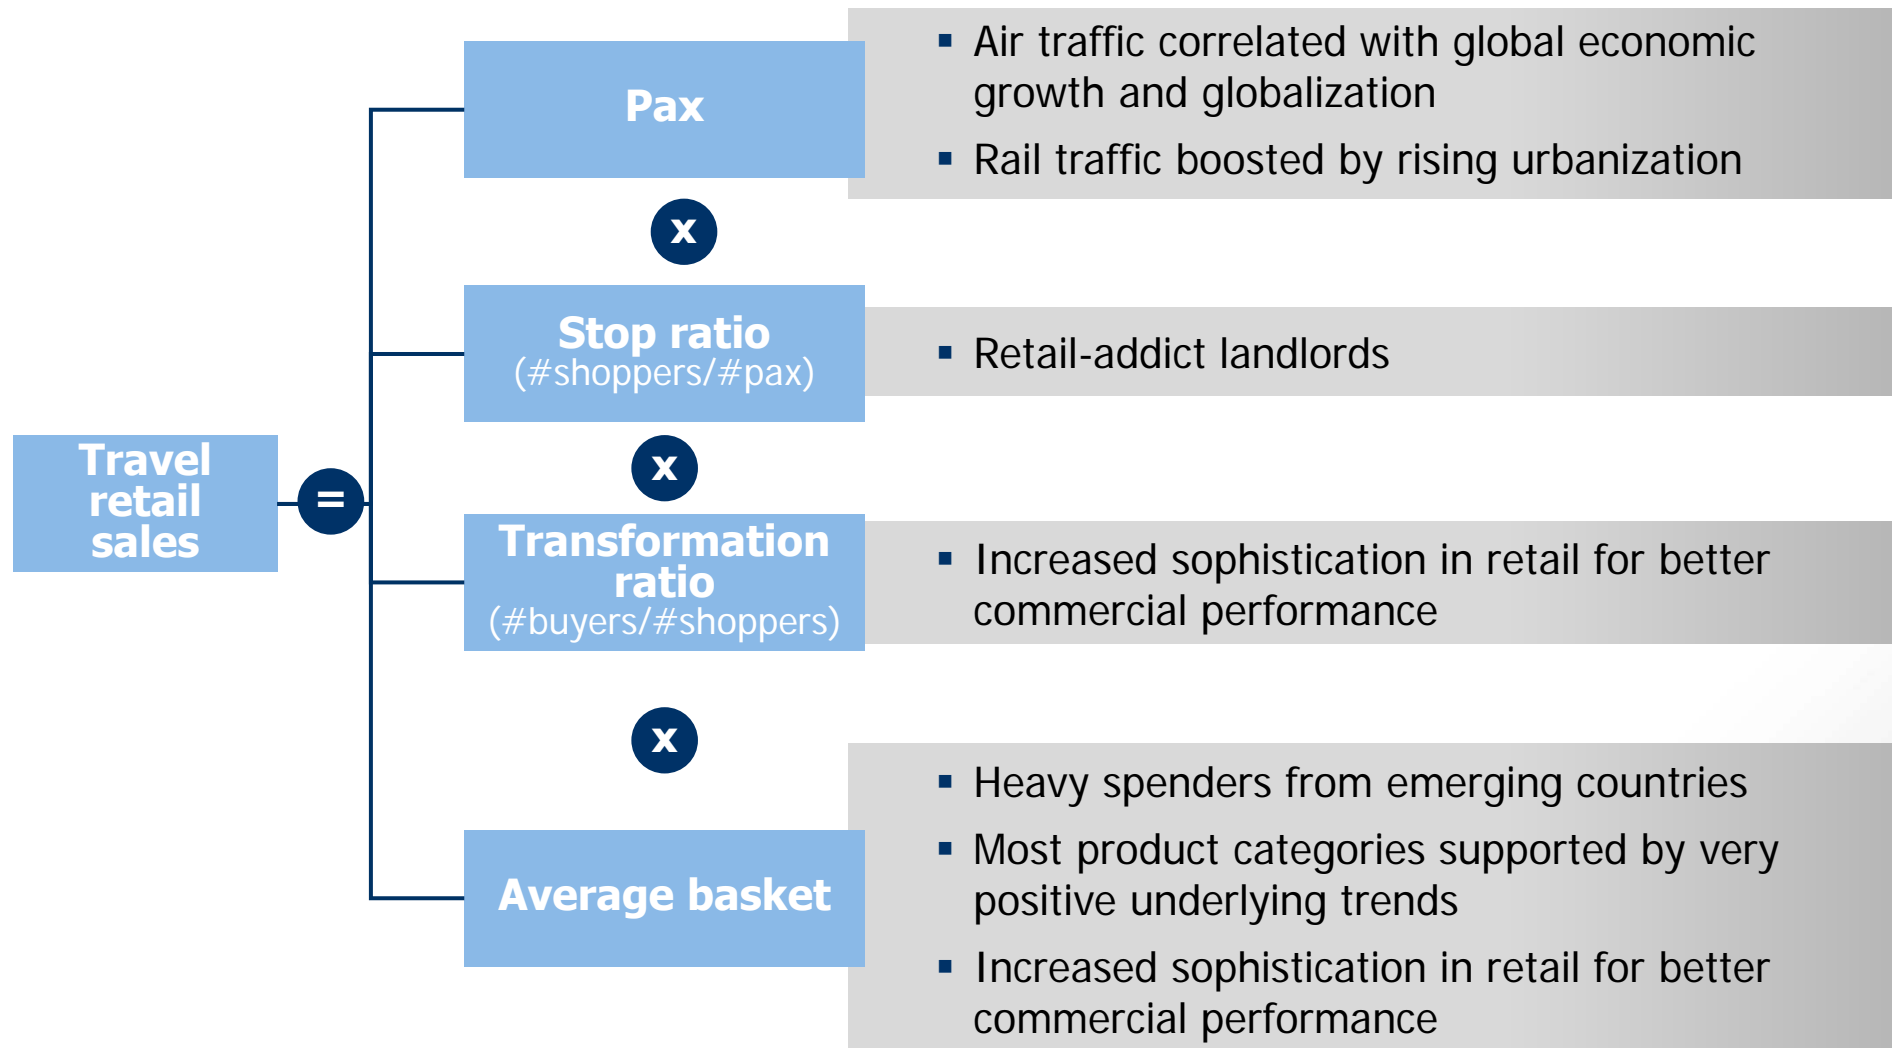 Travel
retail
sales
=
Pax
▪ Air traffic correlated with global economic
growth and globalization
▪ Rail traffic boosted by rising urbanization
x
Stop ratio
(#shoppers/#pax)
▪ Retail-addict landlords
x
Transformation
ratio
(#buyers/#shoppers)
▪ Increased sophistication in retail for better
commercial performance
x
Average basket
▪ Heavy spenders from emerging countries
▪ Most product categories supported by very
positive underlying trends
▪ Increased sophistication in retail for better
commercial performance